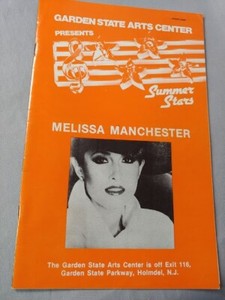 GARDEN STATE ARTS CENTER
PRESENTS
Summer
Stars
MELISSA MANCHESTER
The Garden State Arts Center is off Exit 116,
Garden State Parkway, Holmdel, N.J.